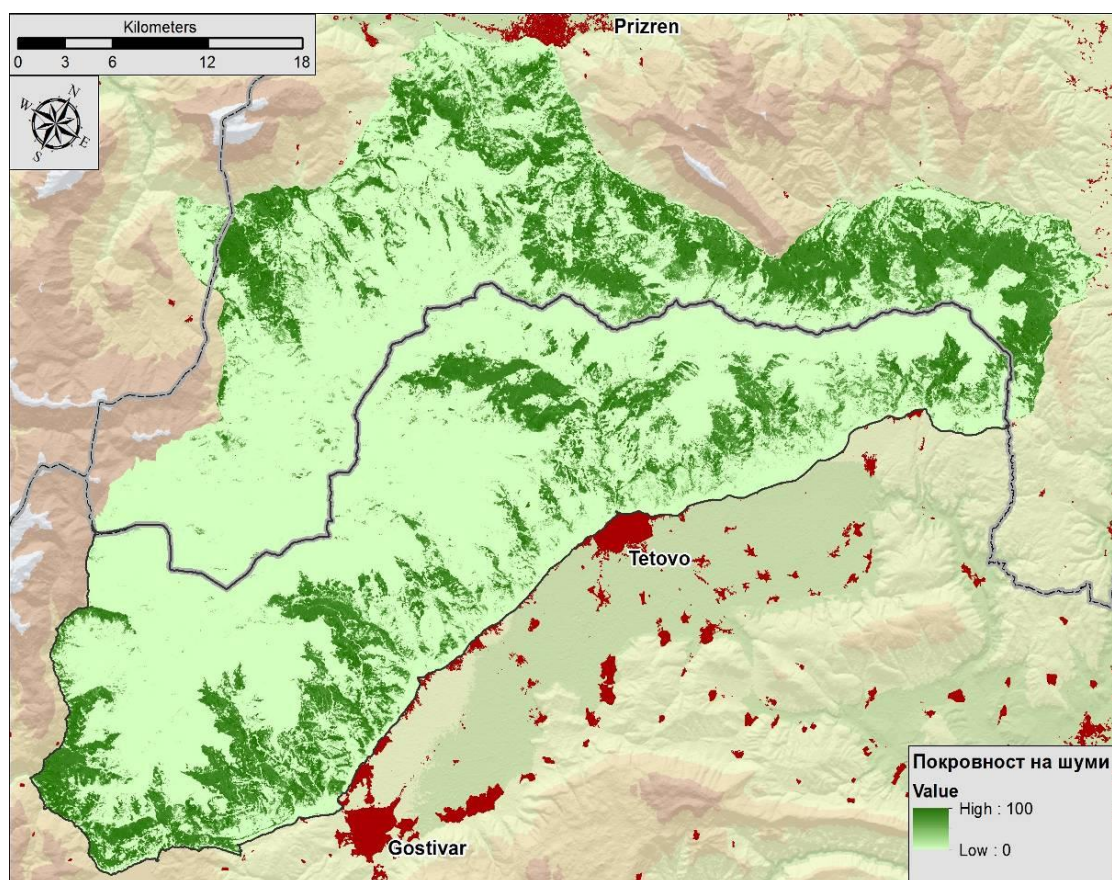 Kilometers
0 3 6 12 18
N
W
E
S
Prizren
Tetovo
Gostivar
Покровност на шуми
Value
High : 100
Low : 0